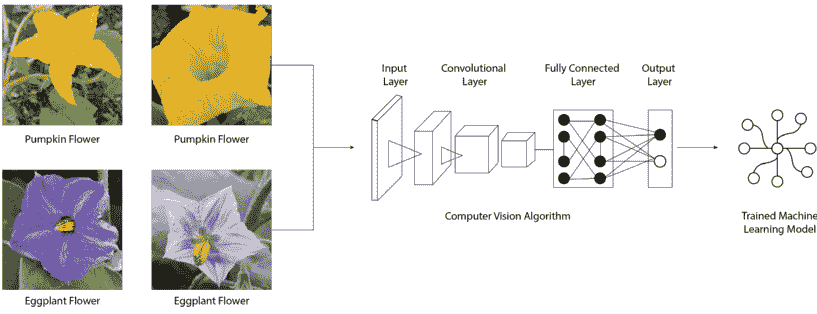 Pumpkin Flower
Pumpkin Flower
Eggplant Flower
Eggplant Flower
Input
Layer
Convolutional
Layer
Fully Connected
Layer
Output
Layer
Computer Vision Algorithm
Trained Machine
Learning Model